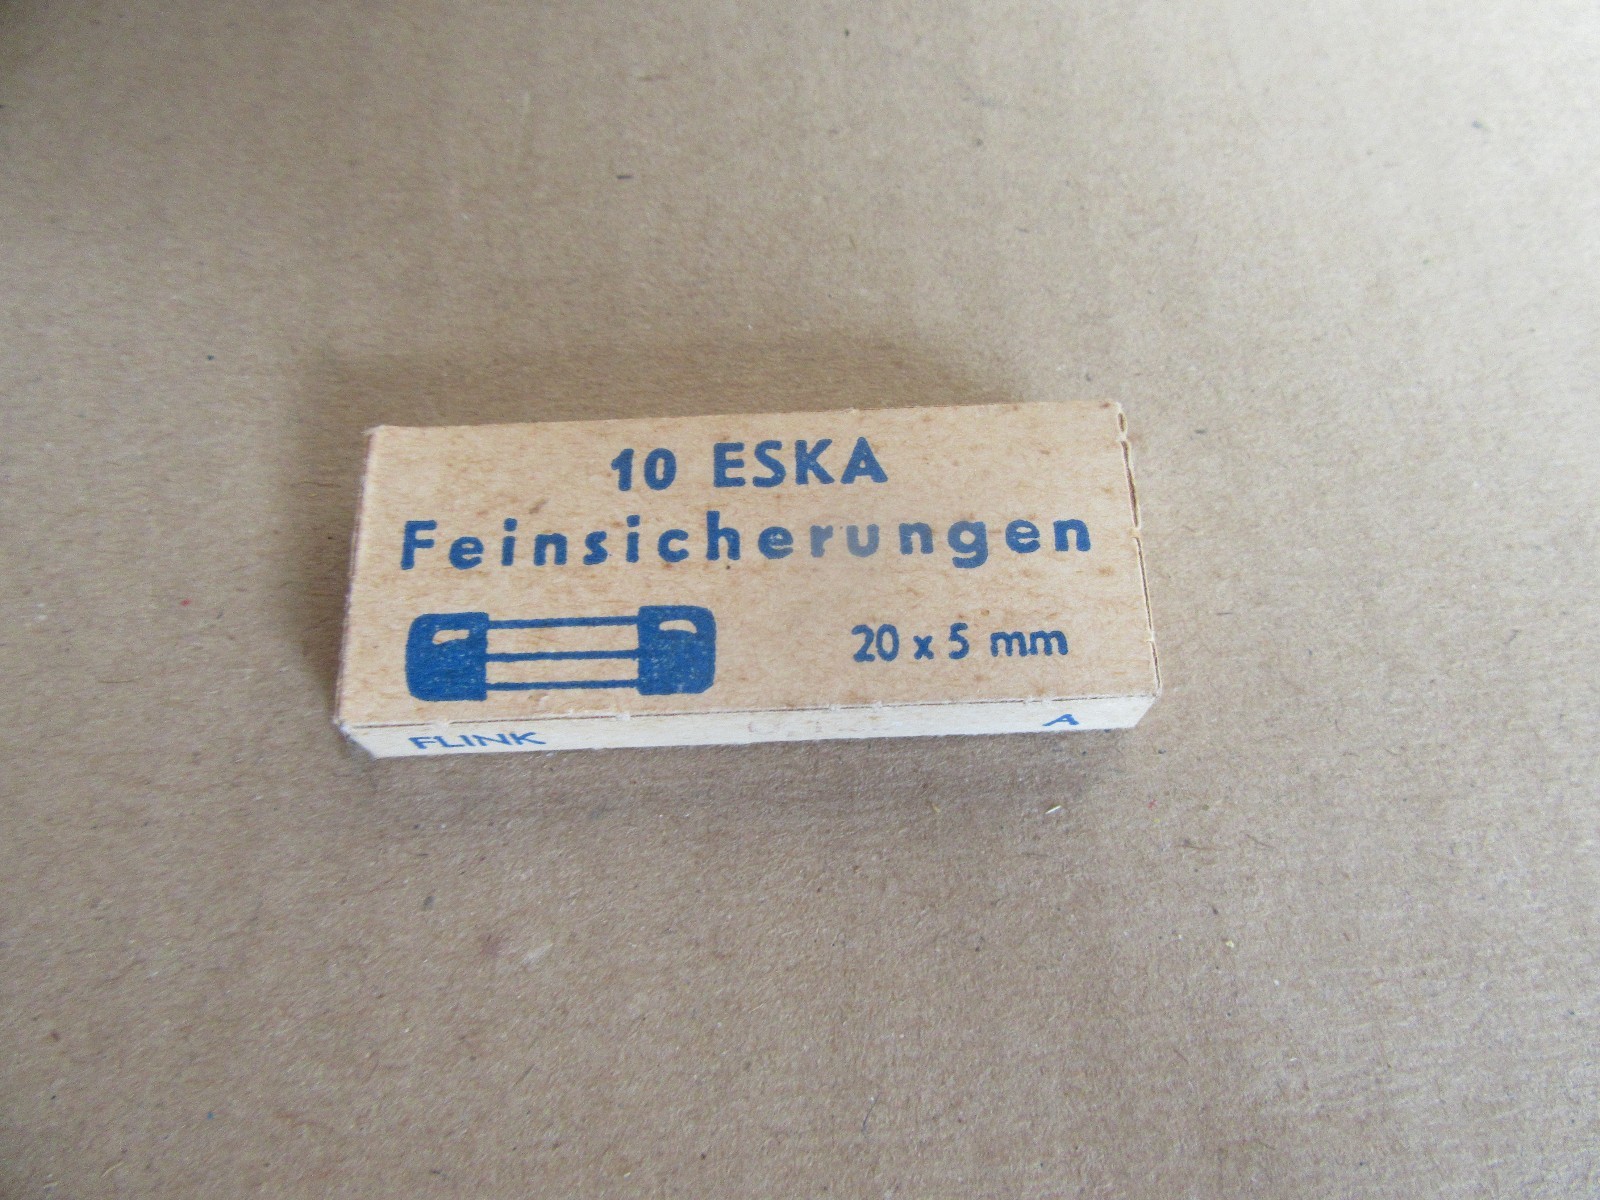 10 ESKA
Feinsicherungen
20 x 5 mm
FLINK A